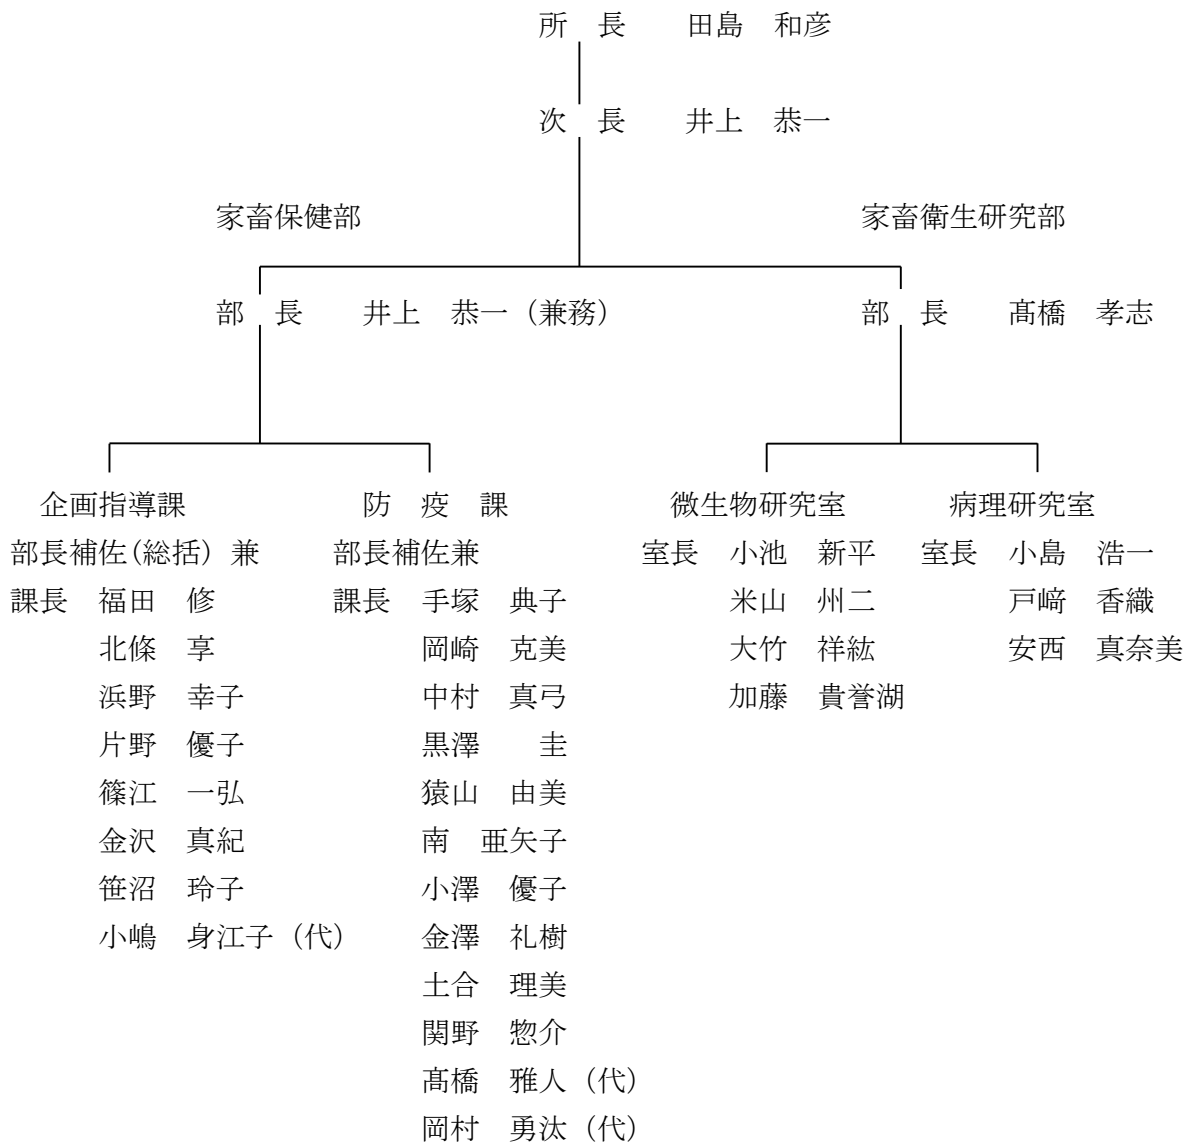 所　長　　田島　和彦
次　長　　井上　恭一
家畜保健部
部　長　　井上　恭一（兼務）
企画指導課
部長補佐(総括) 兼
課長　福田　修
北條　享
浜野　幸子
片野　優子
篠江　一弘
金沢　真紀
笹沼　玲子
小嶋　身江子（代）
防　疫　課
部長補佐兼
課長　手塚　典子
岡崎　克美
中村　真弓
黒澤　　圭
猿山　由美
南　亜矢子
小澤　優子
金澤　礼樹
土合　理美
関野　惣介
髙橋　雅人（代）
岡村　勇汰（代）
家畜衛生研究部
部　長　　髙橋　孝志
微生物研究室
室長　小池　新平
米山　州二
大竹　祥紘
加藤　貴誉湖
病理研究室
室長　小島　浩一
戸﨑　香織
安西　真奈美